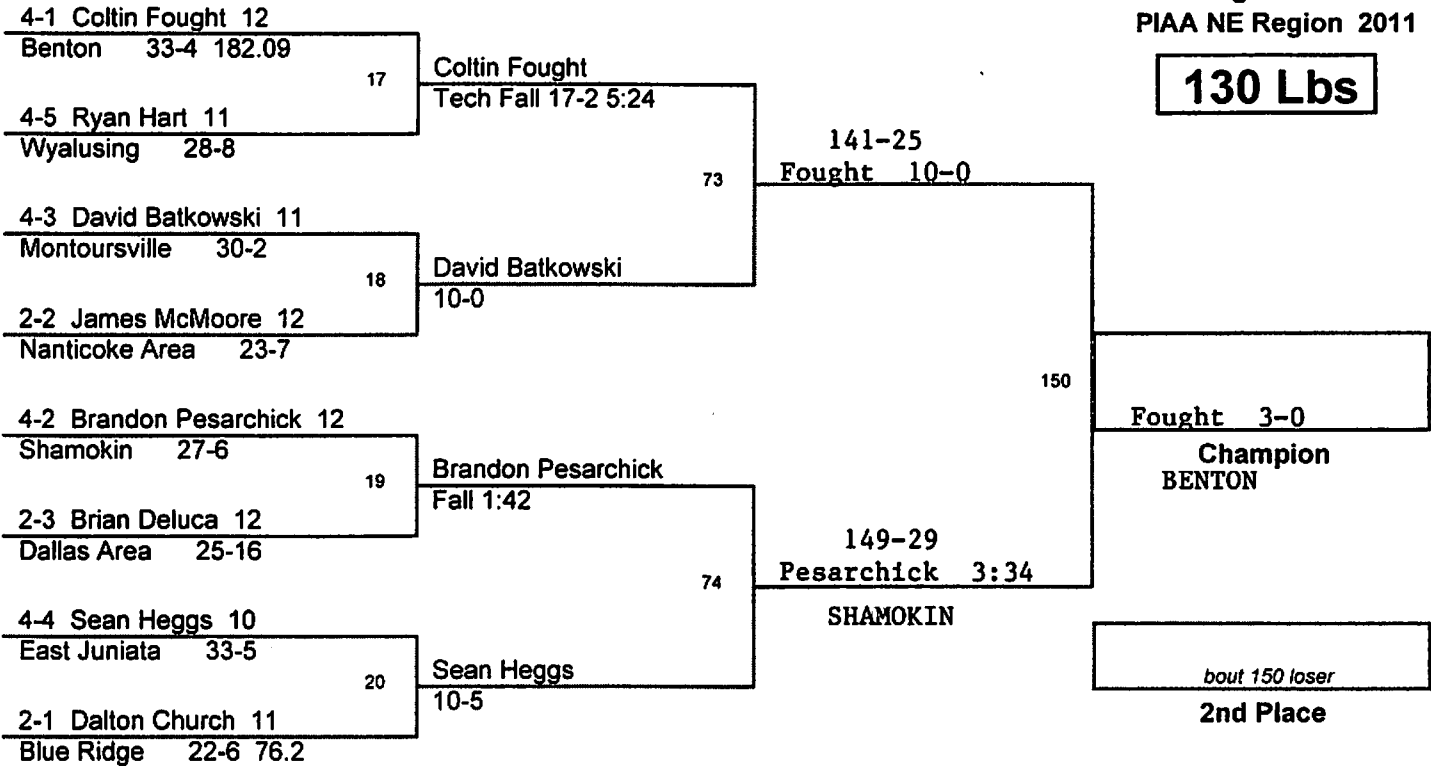 PIAA NE Region 2011
130 Lbs
4-1 Coltin Fought 12
Benton 33-4 182.09
17
4-5 Ryan Hart 11
Wyalusing 28-8
Coltin Fought
Tech Fall 17-2 5:24
4-3 David Batkowski 11
Montoursville 30-2
18
2-2 James McMoore 12
Nanticoke Area 23-7
David Batkowski
10-0
73
141-25
Fought 10-0
4-2 Brandon Pesarchick 12
Shamokin 27-6
19
2-3 Brian Deluca 12
Dallas Area 25-16
Brandon Pesarchick
Fall 1:42
4-4 Sean Heggs 10
East Juniata 33-5
20
2-1 Dalton Church 11
Blue Ridge 22-6 76.2
Sean Heggs
10-5
74
149-29
Pesarchick 3:34
SHAMOKIN
150
Fought 3-0
Champion
BENTON
bout 150 loser
2nd Place